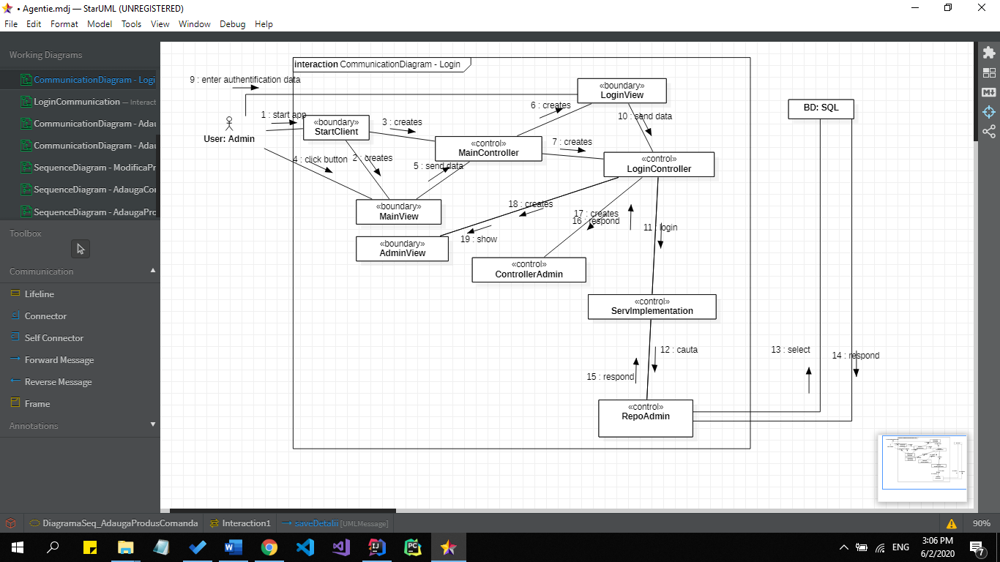 • Agentie.mdj — StarUML (UNREGISTERED)
File Edit Format Model Tools View Window Debug Help
Working Diagrams
CommunicationDiagram - Logi
LoginCommunication — Interact
CommunicationDiagram - Adau
CommunicationDiagram - Adau
SequenceDiagram - ModificaPr
SequenceDiagram - AdaugaCor
SequenceDiagram - AdaugaPro
Toolbox
Communication
Lifeline
Connector
Self Connector
Forward Message
Reverse Message
Frame
Annotations
interaction CommunicationDiagram - Login
9 : enter authentification data
«boundary»
LoginView
BD: SQL
6 : creates
10 : send data
1 : start app
«boundary»
StartClient
3 : creates
User: Admin
«control»
MainController
7 : creates
«control»
LoginController
4 : click button
2 : creates
5 : send data
«boundary»
MainView
18 : creates
17 : creates
16 : respond
11 : login
19 : show
«boundary»
AdminView
«control»
ControllerAdmin
«control»
ServImplementation
12 : cauta
13 : select
14 : respond
15 : respond
«control»
RepoAdmin
M
DiagramaSeq_AdaugaProdusComanda
Interaction1
saveDetalii [UMLMessage]
90%
W
IJ
PC
ENG
3:06 PM
6/2/2020
7